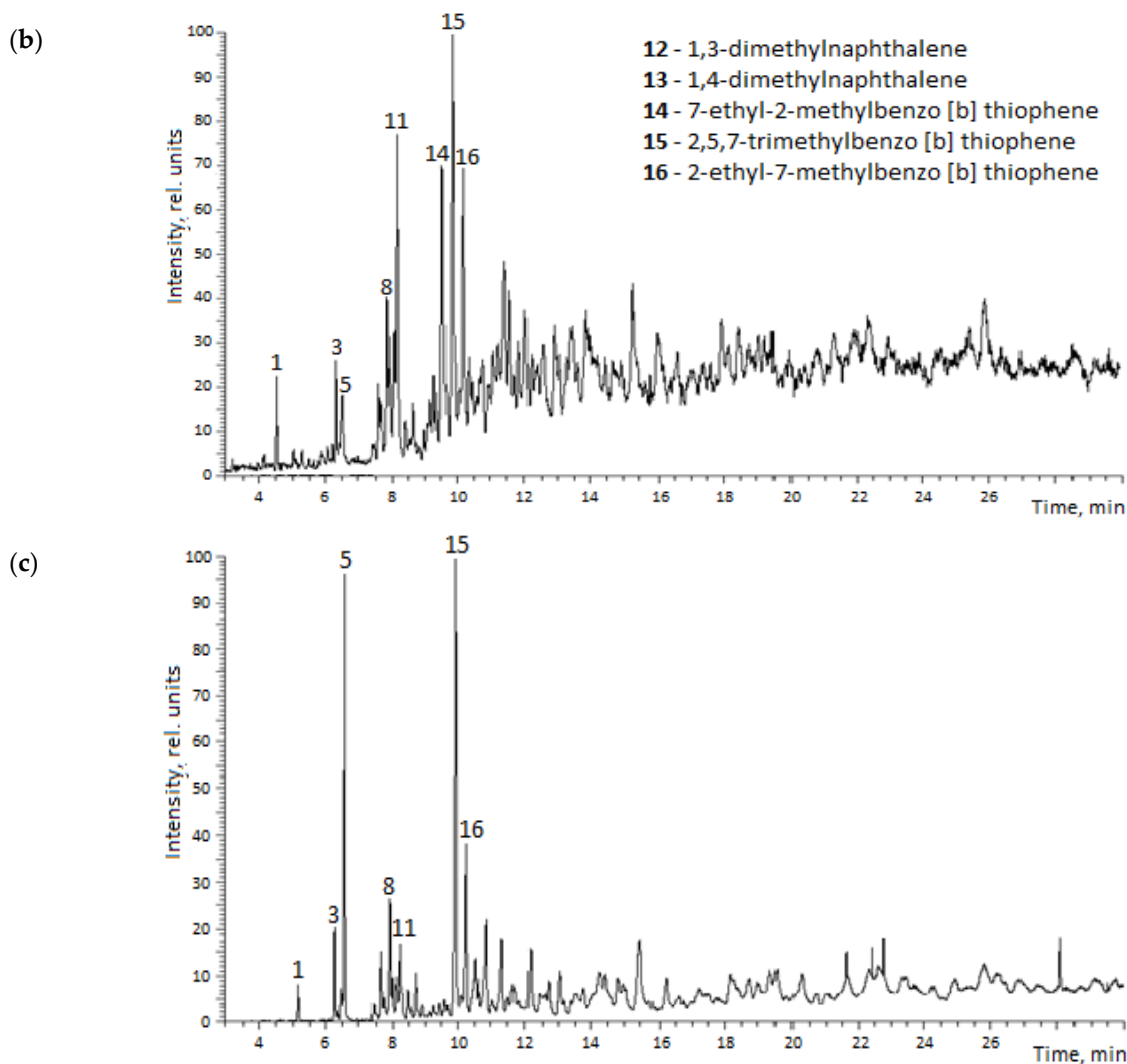 (b)
Intensity, rel. units
100
90
80
70
60
50
40
30
20
10
0
1
3
5
8
11
14
15
16
12 - 1,3-dimethylnaphthalene
13 - 1,4-dimethylnaphthalene
14 - 7-ethyl-2-methylbenzo [b] thiophene
15 - 2,5,7-trimethylbenzo [b] thiophene
16 - 2-ethyl-7-methylbenzo [b] thiophene
4 6 8 10 12 14 16 18 20 22 24 26
Time, min
(c)
Intensity, rel. units
100
90
80
70
60
50
40
30
20
10
0
1
3
5
8
11
15
16
4 6 8 10 12 14 16 18 20 22 24 26
Time, min